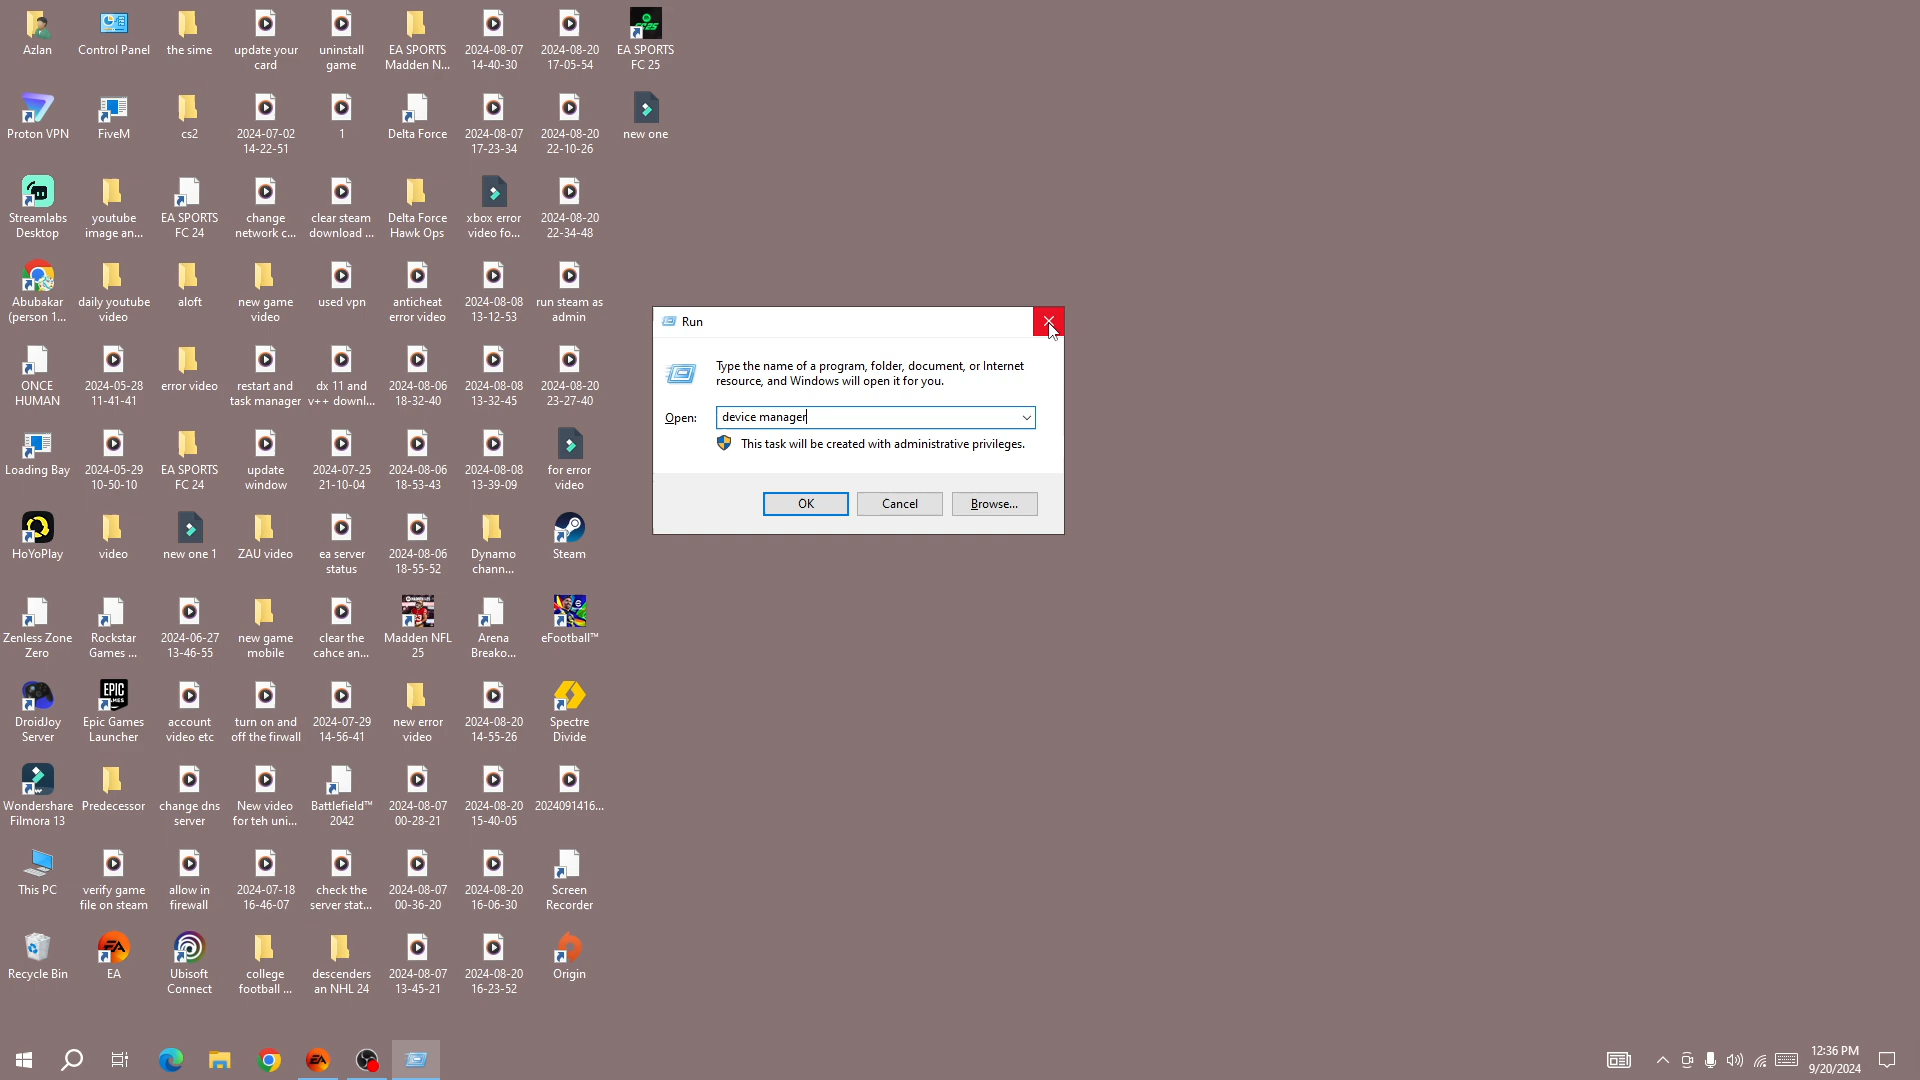 Azlan
Control Panel
the sime
update your
card
uninstall
game
EA SPORTS
Madden N...
2024-08-07
14-40-30
2024-08-20
17-05-54
EA SPORTS
FC 25
Proton VPN
FiveM
cs2
2024-07-02
14-22-51
1
Delta Force
2024-08-07
17-23-34
2024-08-20
22-10-26
new one
Streamlabs
Desktop
youtube
image an...
EA SPORTS
FC 24
change
network c...
clear steam
download ...
Delta Force
Hawk Ops
xbox error
video fo...
2024-08-20
22-34-48
Abubakar
(person 1...
daily youtube
video
aloft
new game
video
used vpn
anticheat
error video
2024-08-08
13-12-53
run steam as
admin
Run
Type the name of a program, folder, document, or Internet
resource, and Windows will open it for you.
Open:
device manager
This task will be created with administrative privileges.
OK
Cancel
Browse...
ONCE
HUMAN
2024-05-28
11-41-41
error video
restart and
task manager
dx 11 and
v++ downl...
2024-08-06
18-32-40
2024-08-08
13-32-45
2024-08-20
23-27-40
Loading Bay
2024-05-29
10-50-10
EA SPORTS
FC 24
update
window
2024-07-25
21-10-04
2024-08-06
18-53-43
2024-08-08
13-39-09
for error
video
HoYoPlay
video
new one 1
ZAU video
ea server
status
2024-08-06
18-55-52
Dynamo
chann...
Steam
Zenless Zone
Zero
Rockstar
Games ...
2024-06-27
13-46-55
new game
mobile
clear the
cahce an...
Madden NFL
25
Arena
Breako...
eFootball™
DroidJoy
Server
EPIC
GAMES
Epic Games
Launcher
account
video etc
turn on and
off the firwall
2024-07-29
14-56-41
new error
video
2024-08-20
14-55-26
Spectre
Divide
Wondershare
Filmora 13
Predecessor
change dns
server
New video
for teh uni...
Battlefield™
2042
2024-08-07
00-28-21
2024-08-20
15-40-05
2024091416...
This PC
verify game
file on steam
allow in
firewall
2024-07-18
16-46-07
check the
server stat...
2024-08-07
00-36-20
2024-08-20
16-06-30
Screen
Recorder
Recycle Bin
EA
EA
Ubisoft
Connect
college
football ...
descenders
an NHL 24
2024-08-07
13-45-21
2024-08-20
16-23-52
Origin
EA
12:36 PM
9/20/2024